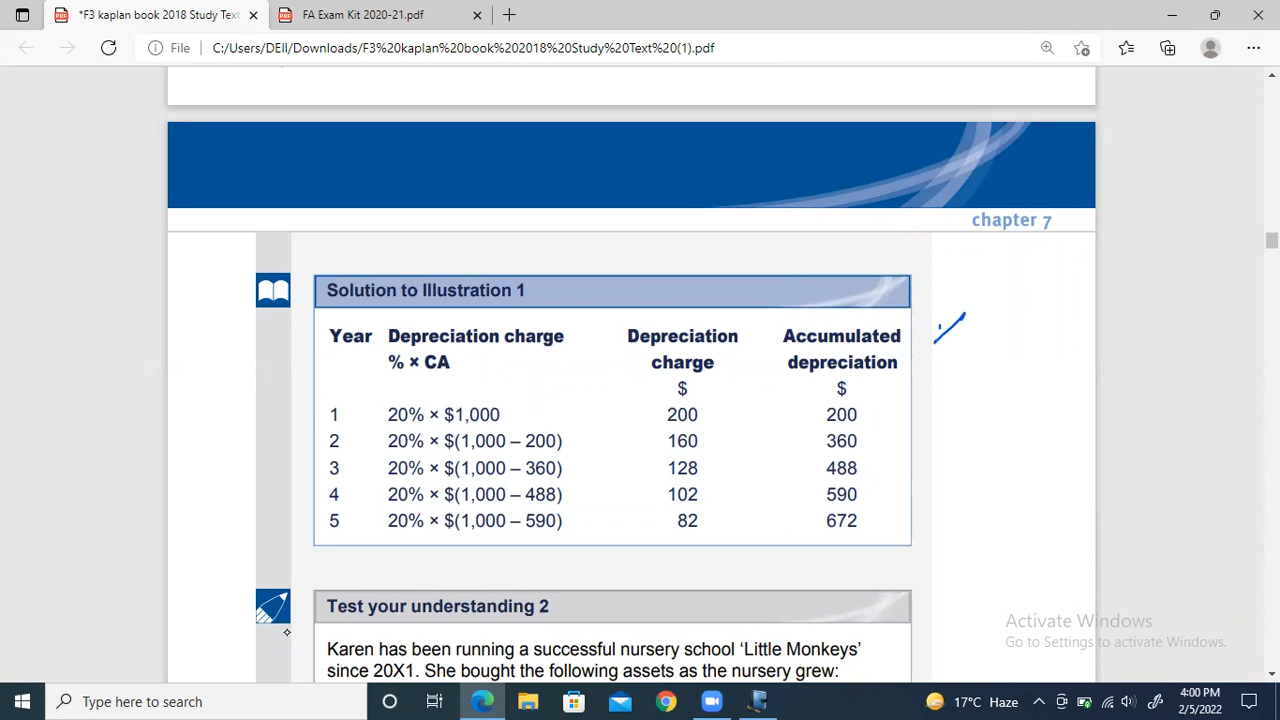 *F3 kaplan book 2018 Study Text
FA Exam Kit 2020-21.pdf
File C:/Users/DEll/Downloads/F3%20kaplan%20book%202018%20Study%20Text%20(1).pdf
chapter 7
Solution to Illustration 1
Year Depreciation charge Depreciation Accumulated
% × CA charge depreciation
$ $
1 20% × $1,000 200 200
2 20% × $(1,000 – 200) 160 360
3 20% × $(1,000 – 360) 128 488
4 20% × $(1,000 – 488) 102 590
5 20% × $(1,000 – 590) 82 672
Test your understanding 2
Karen has been running a successful nursery school ‘Little Monkeys’
since 20X1. She bought the following assets as the nursery grew:
Activate Windows
Go to Settings to activate Windows.
Type here to search
17°C Haze
4:00 PM
2/5/2022